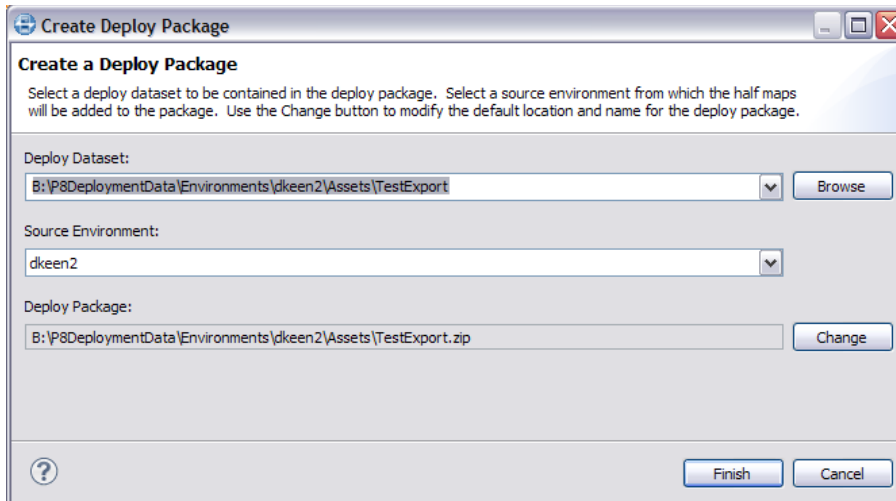 Create Deploy Package
Create a Deploy Package
Select a deploy dataset to be contained in the deploy package. Select a source environment from which the half maps
will be added to the package. Use the Change button to modify the default location and name for the deploy package.
Deploy Dataset:
B:\P8DeploymentData\Environments\dkeen2\Assets\TestExport
Browse
Source Environment:
dkeen2
Deploy Package:
B:\P8DeploymentData\Environments\dkeen2\Assets\TestExport.zip
Change
?
Finish
Cancel